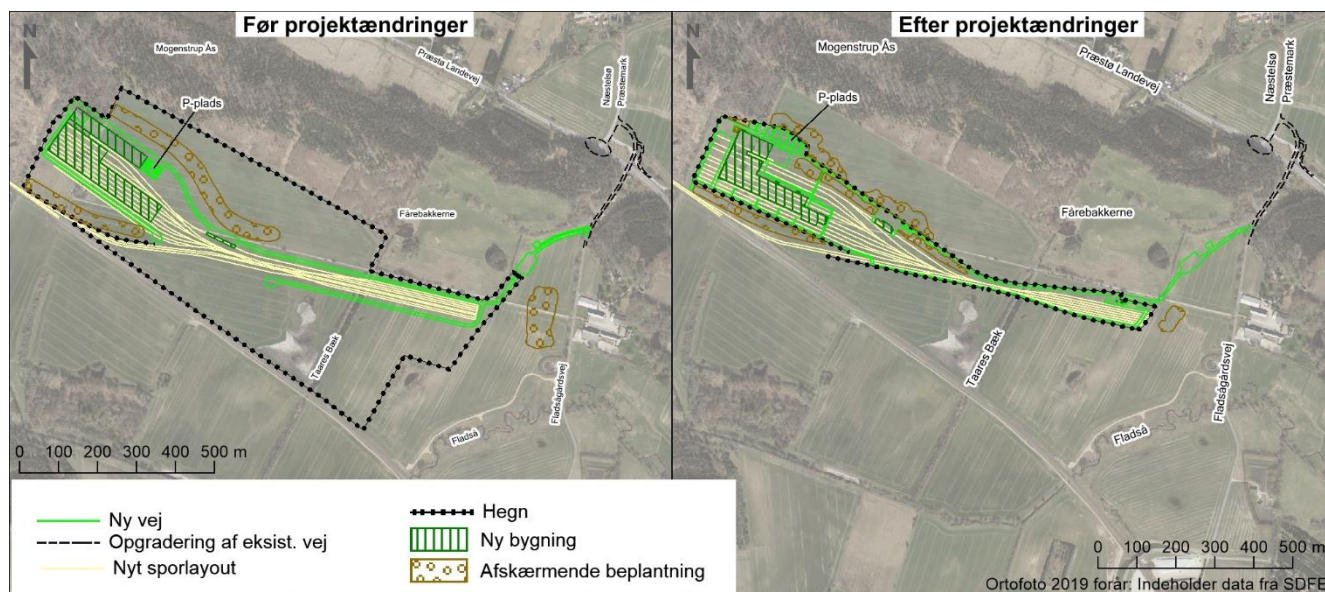 Før projektændringer
N
Mogenstrup Ås
Præstø Landevej
Næstelsø
Præstemark
P-plads
Fårebakkerne
Taares Bæk
Fladsågårdsvej
Fladså
0 100 200 300 400 500 m
Ny vej
Opgradering af eksist. vej
Nyt sporlayout
Hegn
Ny bygning
Afskærmende beplantning
Efter projektændringer
N
Mogenstrup Ås
Præstø Landevej
Næstelsø
Præstemark
P-plads
Fårebakkerne
Taares Bæk
Fladsågårdsvej
Fladså
0 100 200 300 400 500 m
Ortofoto 2019 forår: Indeholder data fra SDFE